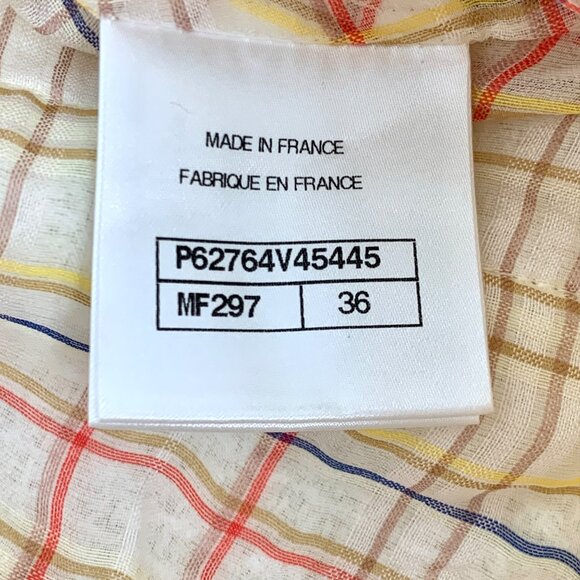 MADE IN FRANCE
FABRIQUE EN FRANCE
P62764V45445
MF297 36